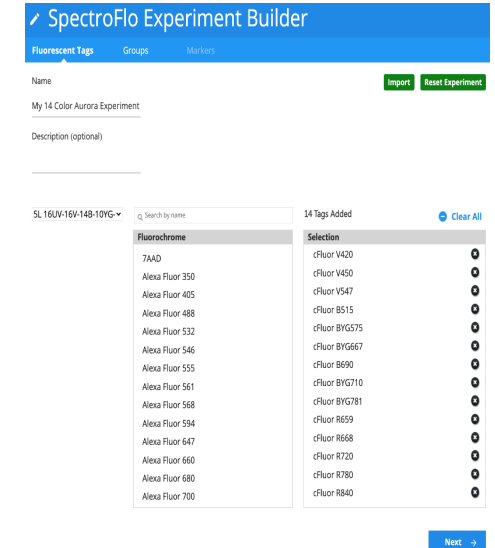 SpectroFlo Experiment Builder
Fluorescent Tags Groups Markers
Name Import Reset Experiment
My 14 Color Aurora Experiment
Description (optional)
5L 16UV-16V-14B-10YG- Search by name 14 Tags Added Clear All
Fluorochrome Selection
7AAD cFluor V420
Alexa Fluor 350 cFluor V450
Alexa Fluor 405 cFluor V547
Alexa Fluor 488 cFluor B515
Alexa Fluor 532 cFluor BYG575
Alexa Fluor 546 cFluor BYG667
Alexa Fluor 555 cFluor B690
Alexa Fluor 561 cFluor BYG710
Alexa Fluor 568 cFluor BYG781
Alexa Fluor 594 cFluor R659
Alexa Fluor 647 cFluor R668
Alexa Fluor 660 cFluor R720
Alexa Fluor 680 cFluor R780
Alexa Fluor 700 cFluor R840
Next →